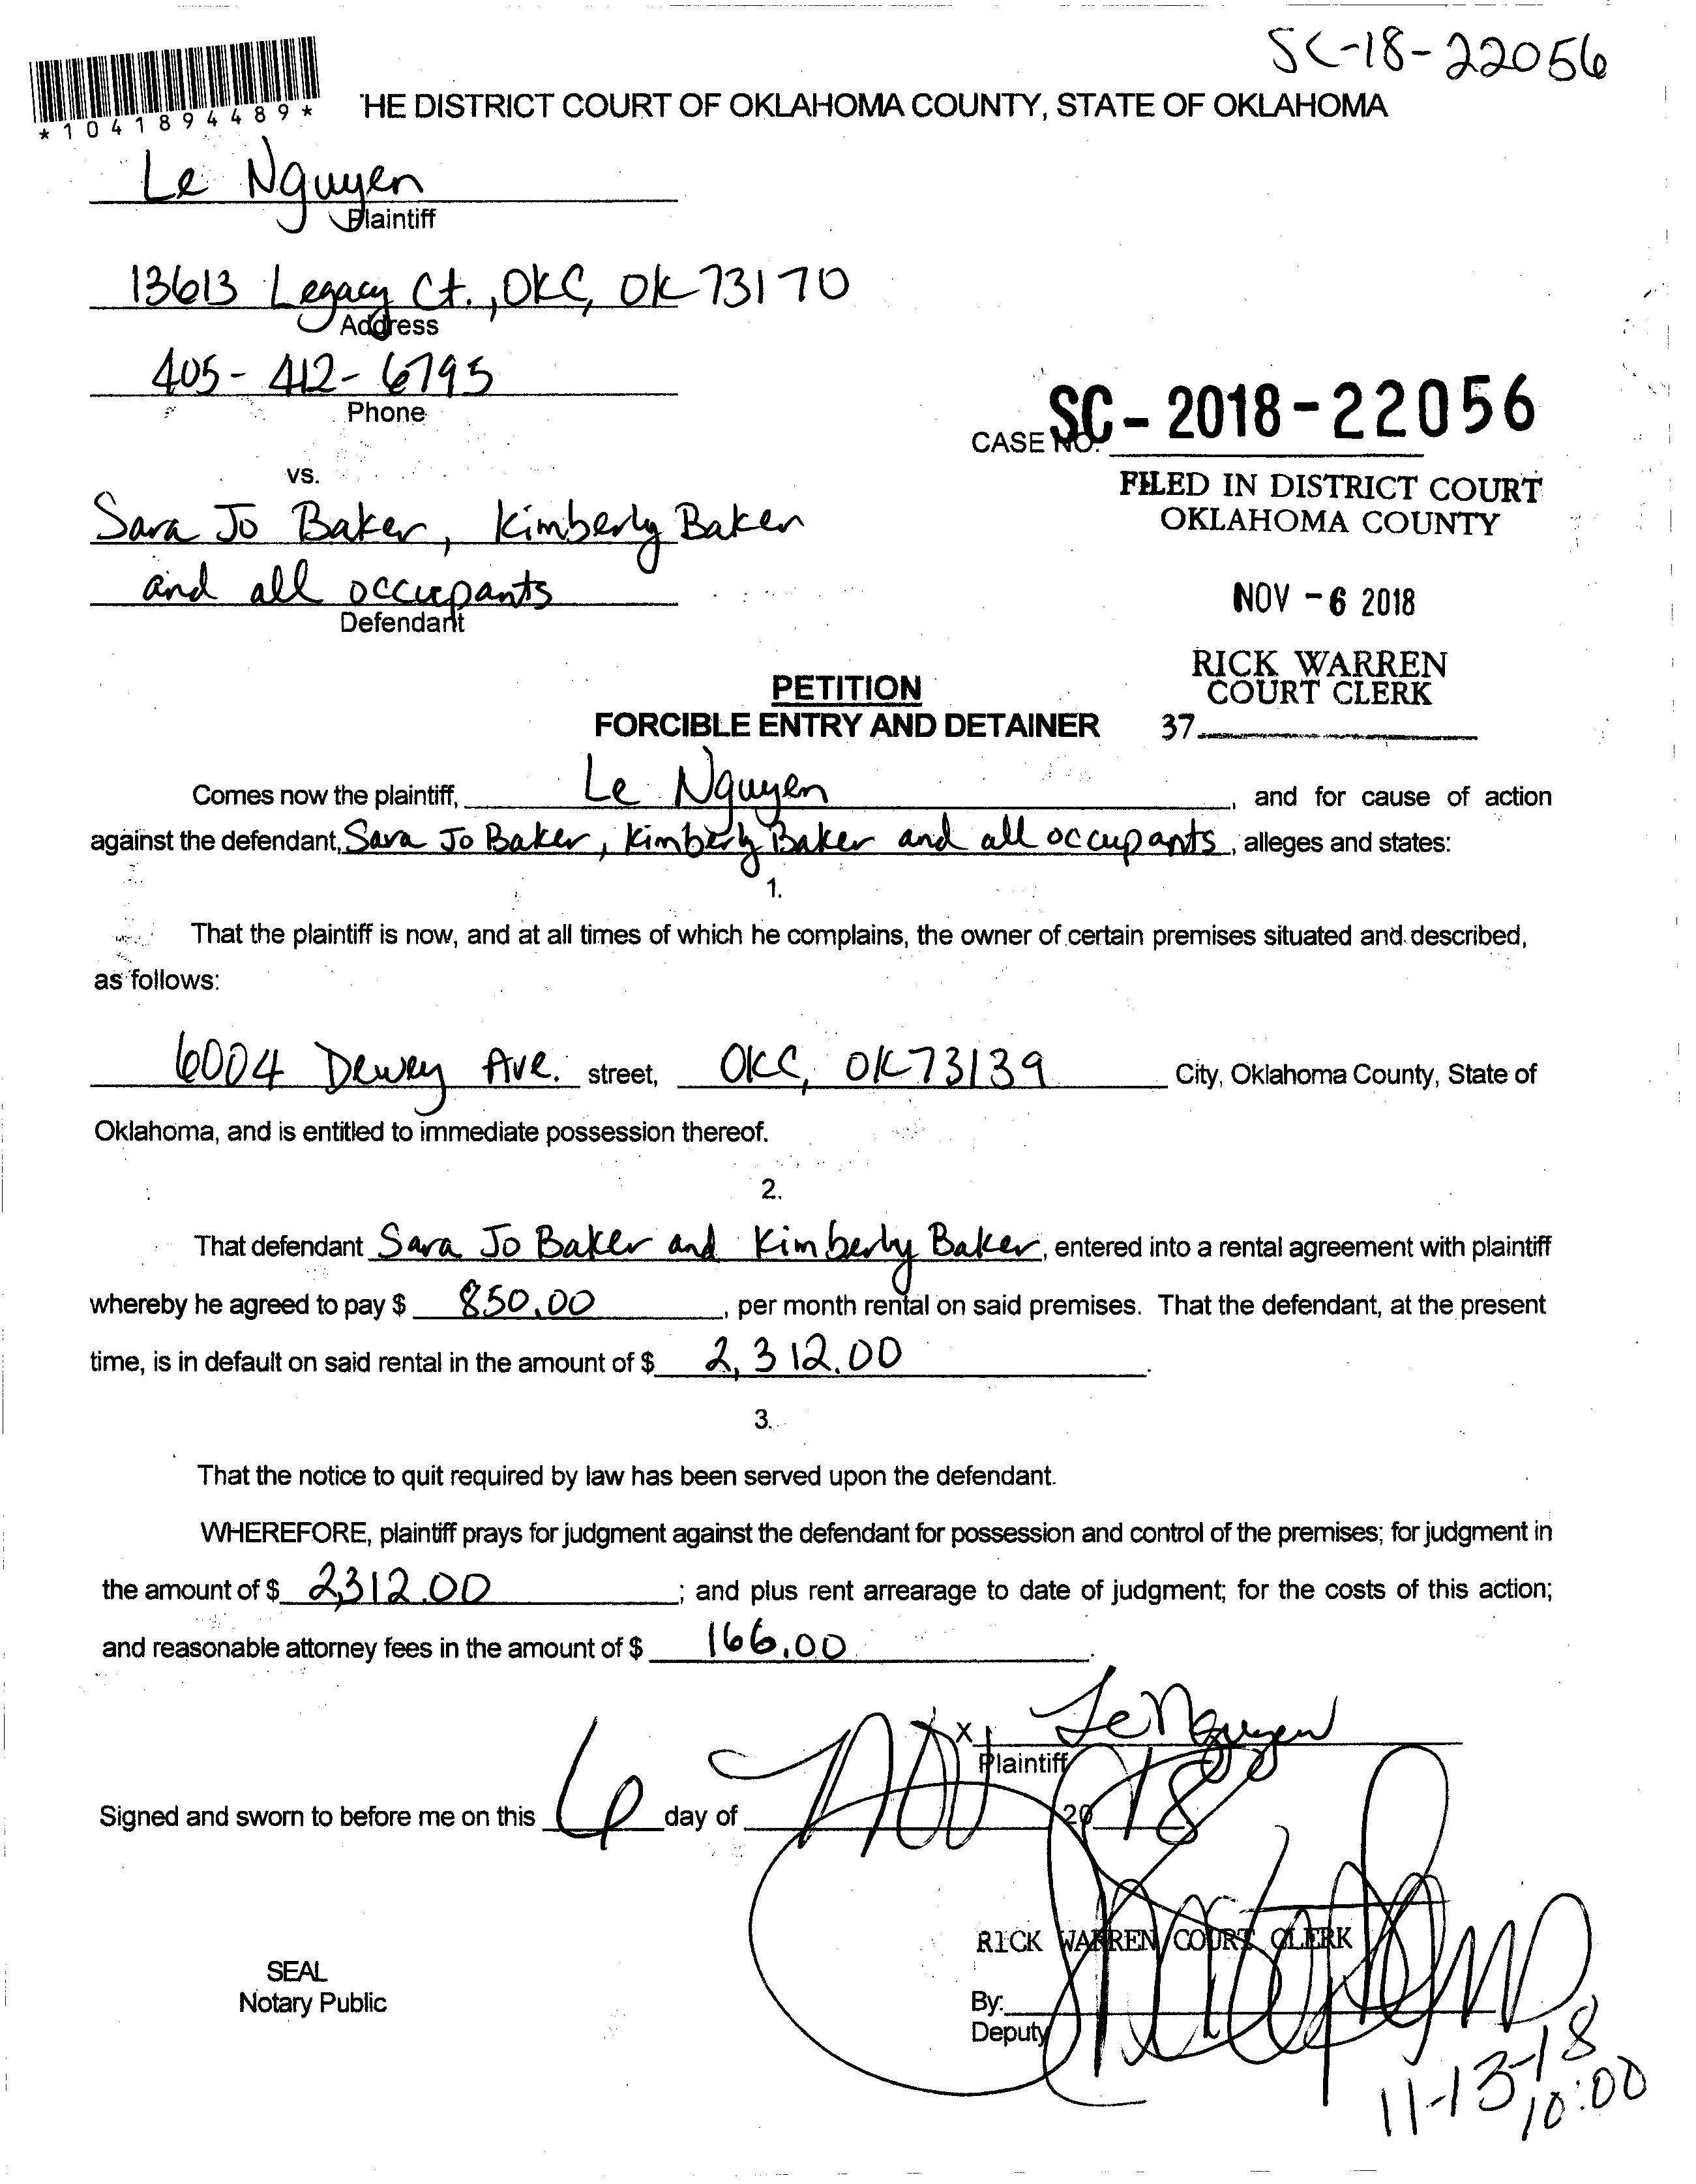 SC-18-22056
*1041894489*
'HE DISTRICT COURT OF OKLAHOMA COUNTY, STATE OF OKLAHOMA
Le Nguyen
Plaintiff
13613 Legacy Ct., OKC, OK 73170
Address
405-412-6795
Phone
SC-2018-22056
CASE NO.
vs.
FILED IN DISTRICT COURT
OKLAHOMA COUNTY
Sara Jo Baker, Kimberly Baker
and all occupants
Defendant
NOV -6 2018
RICK WARREN
COURT CLERK
37
PETITION
FORCIBLE ENTRY AND DETAINER
Comes now the plaintiff, Le Nguyen, and for cause of action
against the defendant, Sara Jo Baker, Kimberly Baker and all occupants, alleges and states:
1.
That the plaintiff is now, and at all times of which he complains, the owner of certain premises situated and described,
as follows:
6004 Dewey Ave. street, OKC, OK 73139 City, Oklahoma County, State of
Oklahoma, and is entitled to immediate possession thereof.
2.
That defendant Sara Jo Baker and Kimberly Baker, entered into a rental agreement with plaintiff
whereby he agreed to pay $ 850.00, per month rental on said premises. That the defendant, at the present
time, is in default on said rental in the amount of $ 2,312.00.
3.
That the notice to quit required by law has been served upon the defendant.
WHEREFORE, plaintiff prays for judgment against the defendant for possession and control of the premises; for judgment in
the amount of $ 2,312.00; and plus rent arrearage to date of judgment; for the costs of this action;
and reasonable attorney fees in the amount of $ 166.00.
X Le Nguyen
Plaintiff
Signed and sworn to before me on this 6 day of NOV 2018
RICK WARREN COURT CLERK
SEAL
Notary Public
By:
Deputy
11-13-18
10:00